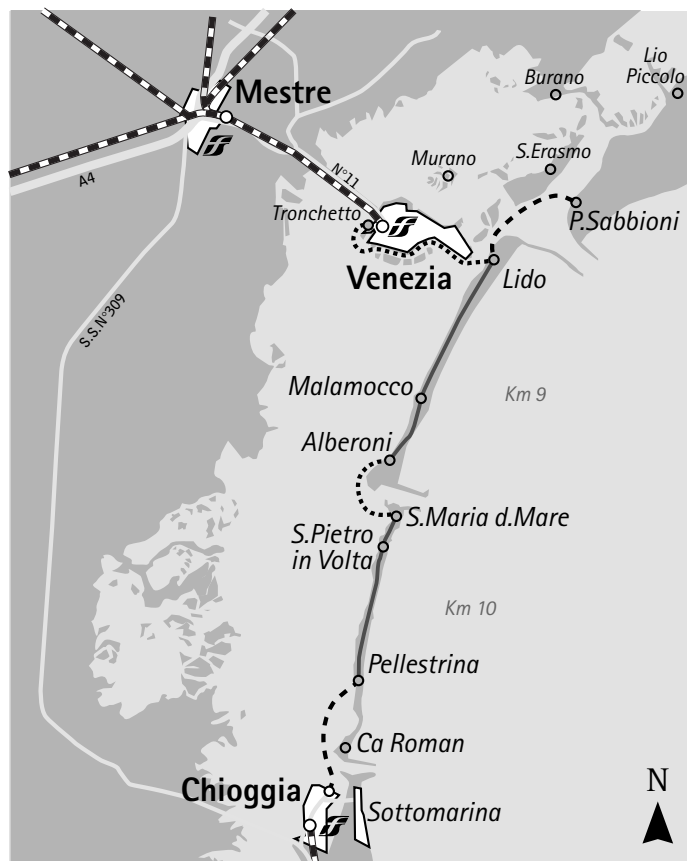 Lio
Piccolo
Burano
Mestre
S.Erasmo
Murano
N°11
A4
Tronchetto
P.Sabbioni
Venezia
Lido
S.S.N°309
Malamocco
Km 9
Alberoni
S.Maria d.Mare
S.Pietro
in Volta
Km 10
Pellestrina
Ca Roman
N
Chioggia
Sottomarina